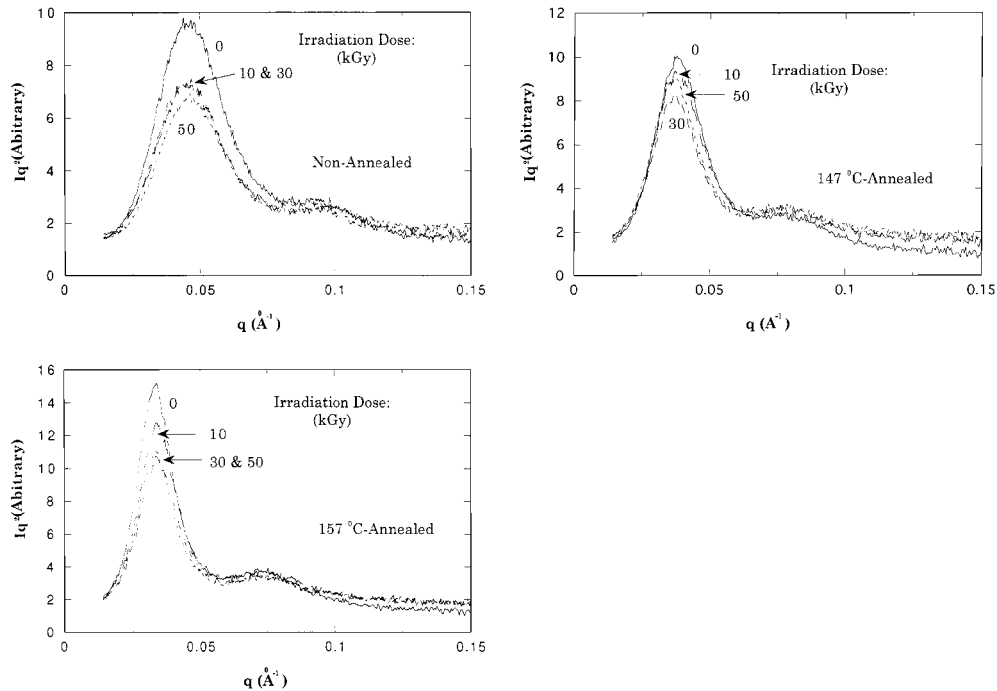 10
8
6
4
2
0
Iq²(Abitrary)
0
10 & 30
50
Irradiation Dose:
(kGy)
Non-Annealed
0
0.05
0.1
0.15
q (Å⁻¹)
12
10
8
6
4
2
0
Iq²(Abitrary)
0
10
50
30
Irradiation Dose:
(kGy)
147 ⁰C-Annealed
0
0.05
0.1
0.15
q (A⁻¹)
16
14
12
10
8
6
4
2
0
Iq²(Abitrary)
0
10
30 & 50
Irradiation Dose:
(kGy)
157 ⁰C-Annealed
0
0.05
0.1
0.15
q (Å⁻¹)